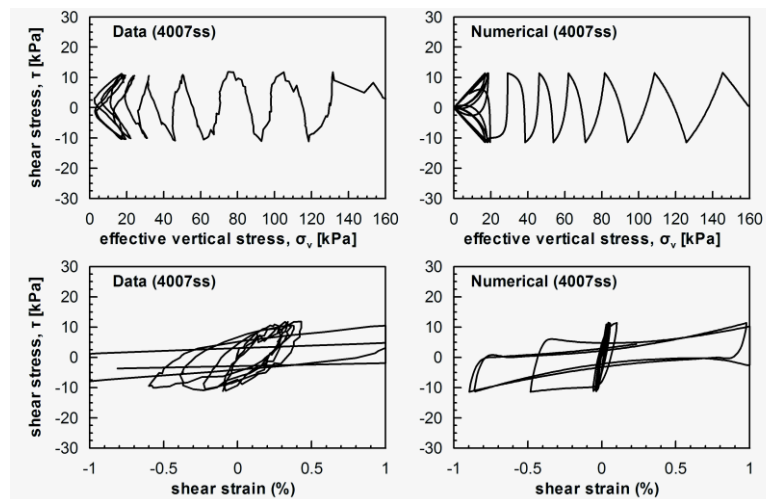 30
20
10
0
-10
-20
-30
shear stress, τ [kPa]
Data (4007ss)
0 20 40 60 80 100 120 140 160
effective vertical stress, σv [kPa]
30
20
10
0
-10
-20
-30
Numerical (4007ss)
0 20 40 60 80 100 120 140 160
effective vertical stress, σv [kPa]
30
20
10
0
-10
-20
-30
shear stress, τ [kPa]
Data (4007ss)
-1 -0.5 0 0.5 1
shear strain (%)
30
20
10
0
-10
-20
-30
Numerical (4007ss)
-1 -0.5 0 0.5 1
shear strain (%)